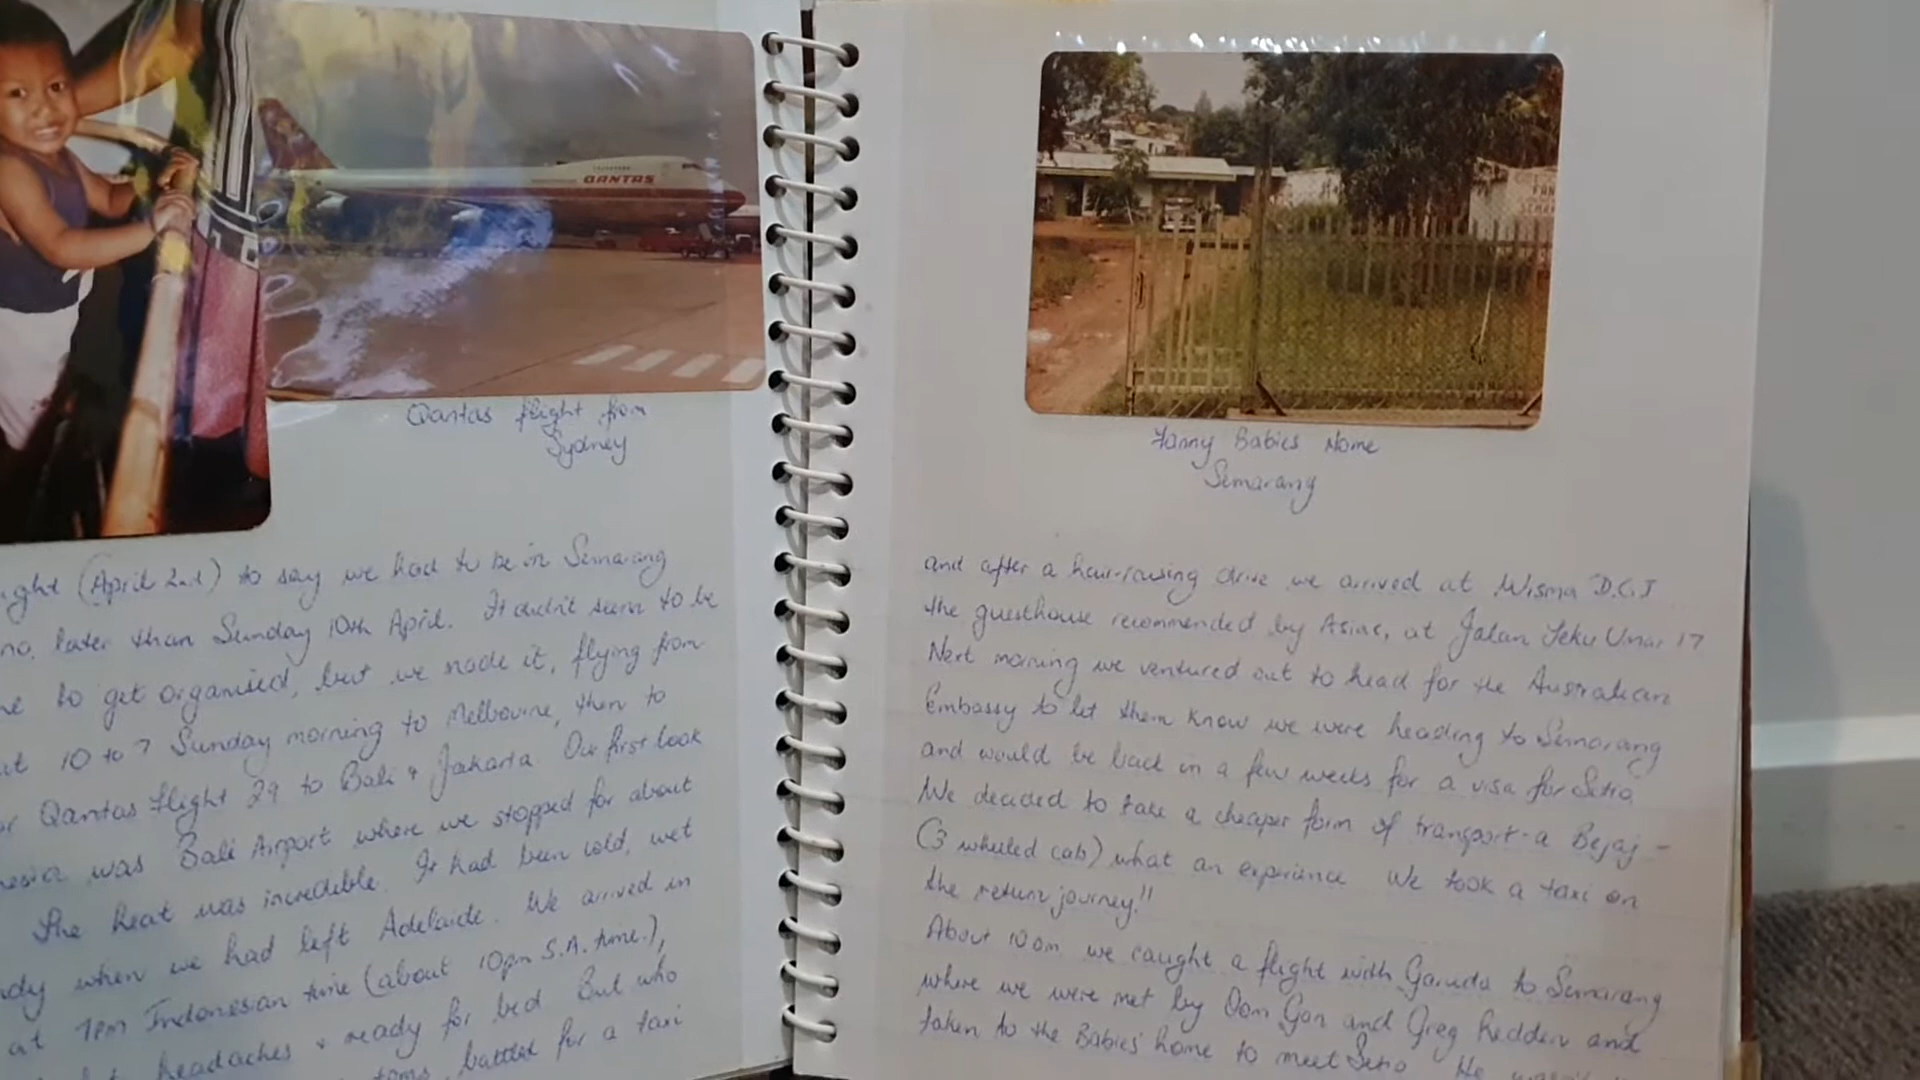 QANTAS
Qantas flight from
Sydney
(April 2nd) to say we had to be in Semarang
no later than Sunday 10th April. It didn't seem to be
to get organised, but we made it, flying from
10 to 7 Sunday morning to Melbourne, then to
Qantas flight 29 to Bali & Jakarta. Our first look
was Bali Airport where we stopped for about
The heat was incredible. It had been cold, wet
when we had left Adelaide. We arrived in
at 7pm Indonesian time (about 10pm S.A. time.),
headaches & ready for bed. But who
battled for a taxi
Fanny Babies Home
Semarang
and after a hair-raising drive we arrived at Wisma D.G.I
the guesthouse recommended by Asiac, at Jalan Teku Umar 17
Next morning we ventured out to head for the Australian
Embassy to let them know we were heading to Semarang
and would be back in a few weeks for a visa for Setio.
We decided to take a cheaper form of transport - a Bejaj -
(3 wheeled cab) what an experience We took a taxi on
the return journey!!
About 10am we caught a flight with Garuda to Semarang
where we were met by Oom Gon and Greg Hedden and
taken to the Babies' home to meet Setio. He wasn't